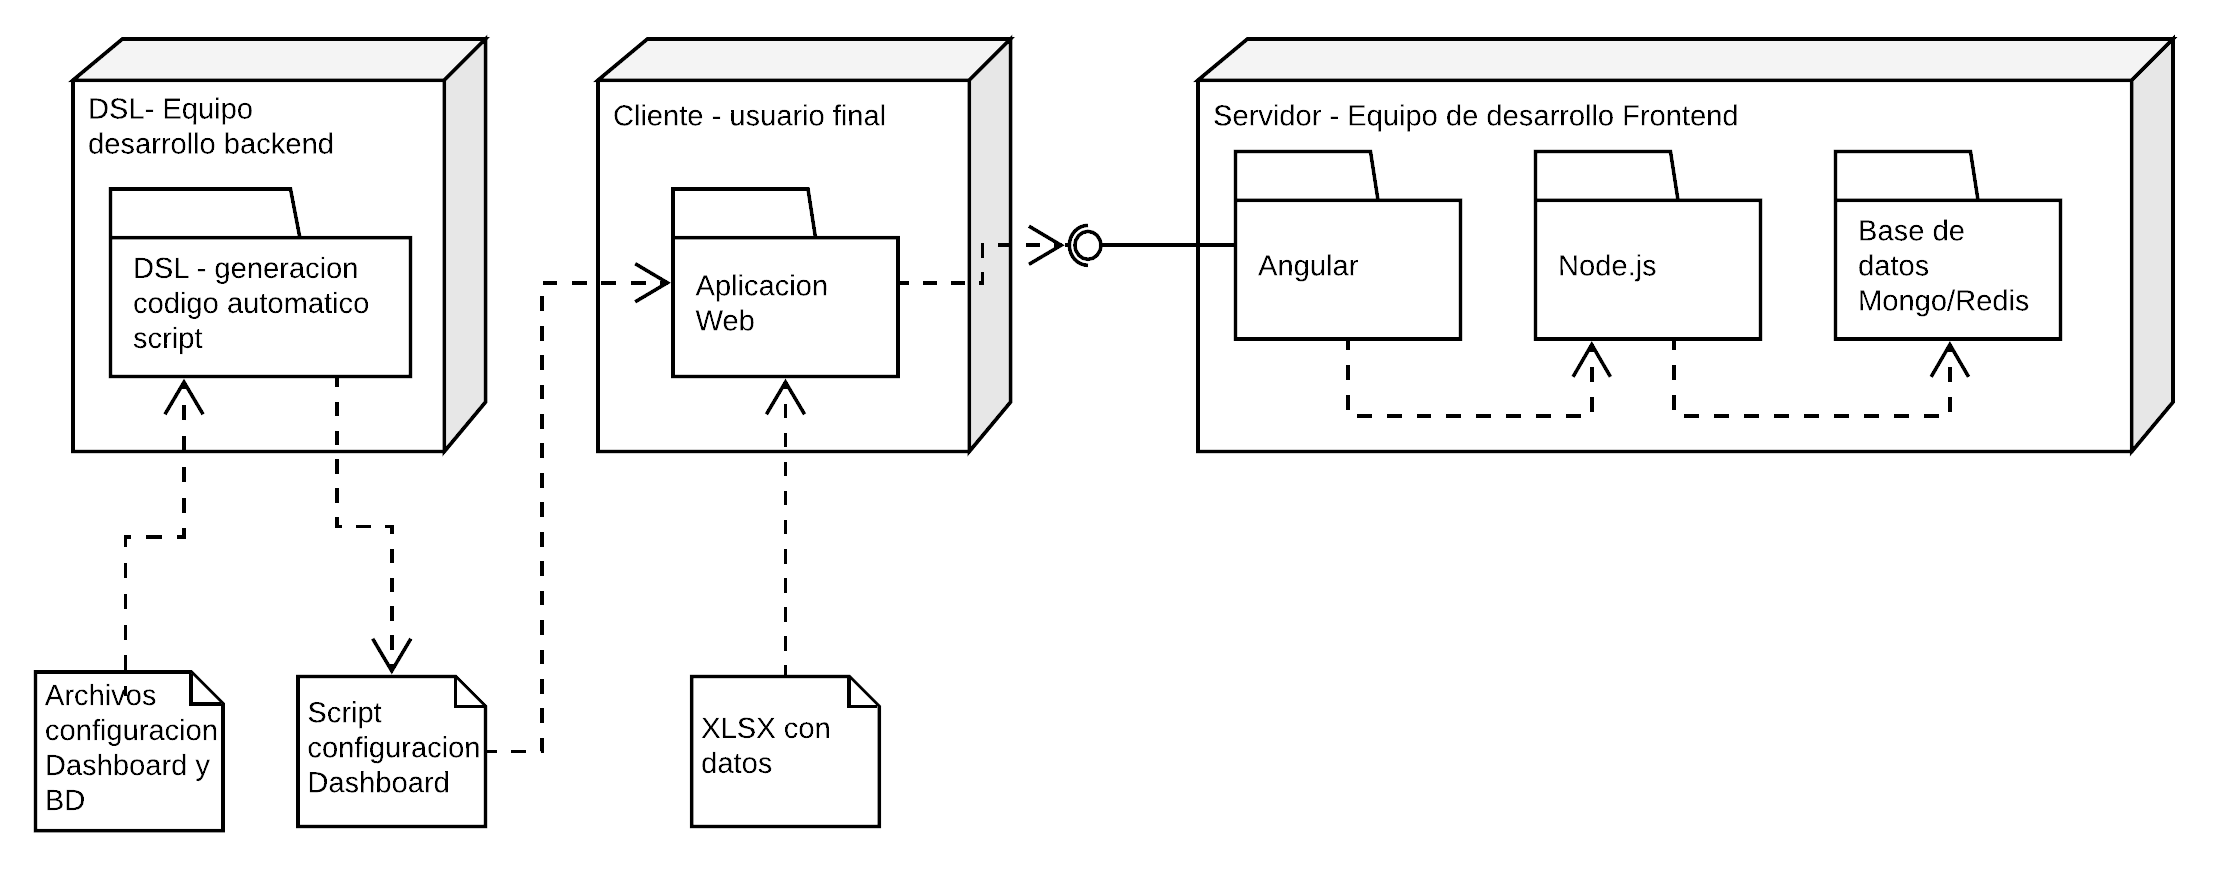 DSL- Equipo
desarrollo backend
DSL - generacion
codigo automatico
script
Cliente - usuario final
Aplicacion
Web
Servidor - Equipo de desarrollo Frontend
Angular
Node.js
Base de
datos
Mongo/Redis
Archivos
configuracion
Dashboard y
BD
Script
configuracion
Dashboard
XLSX con
datos